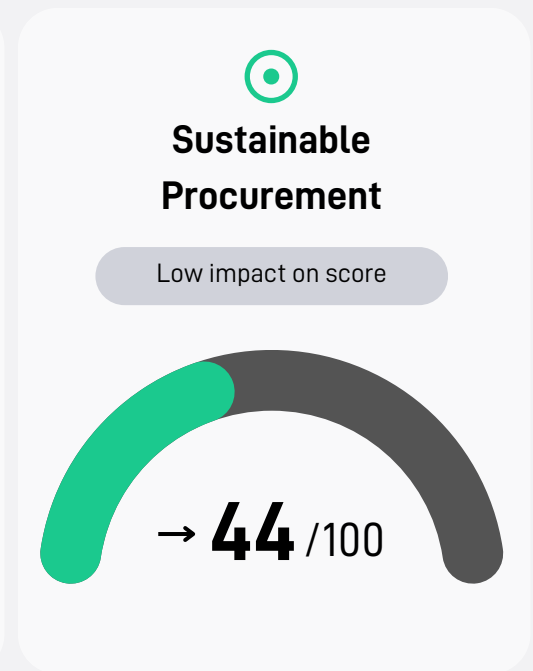 Sustainable
Procurement
Low impact on score
→ 44 /100